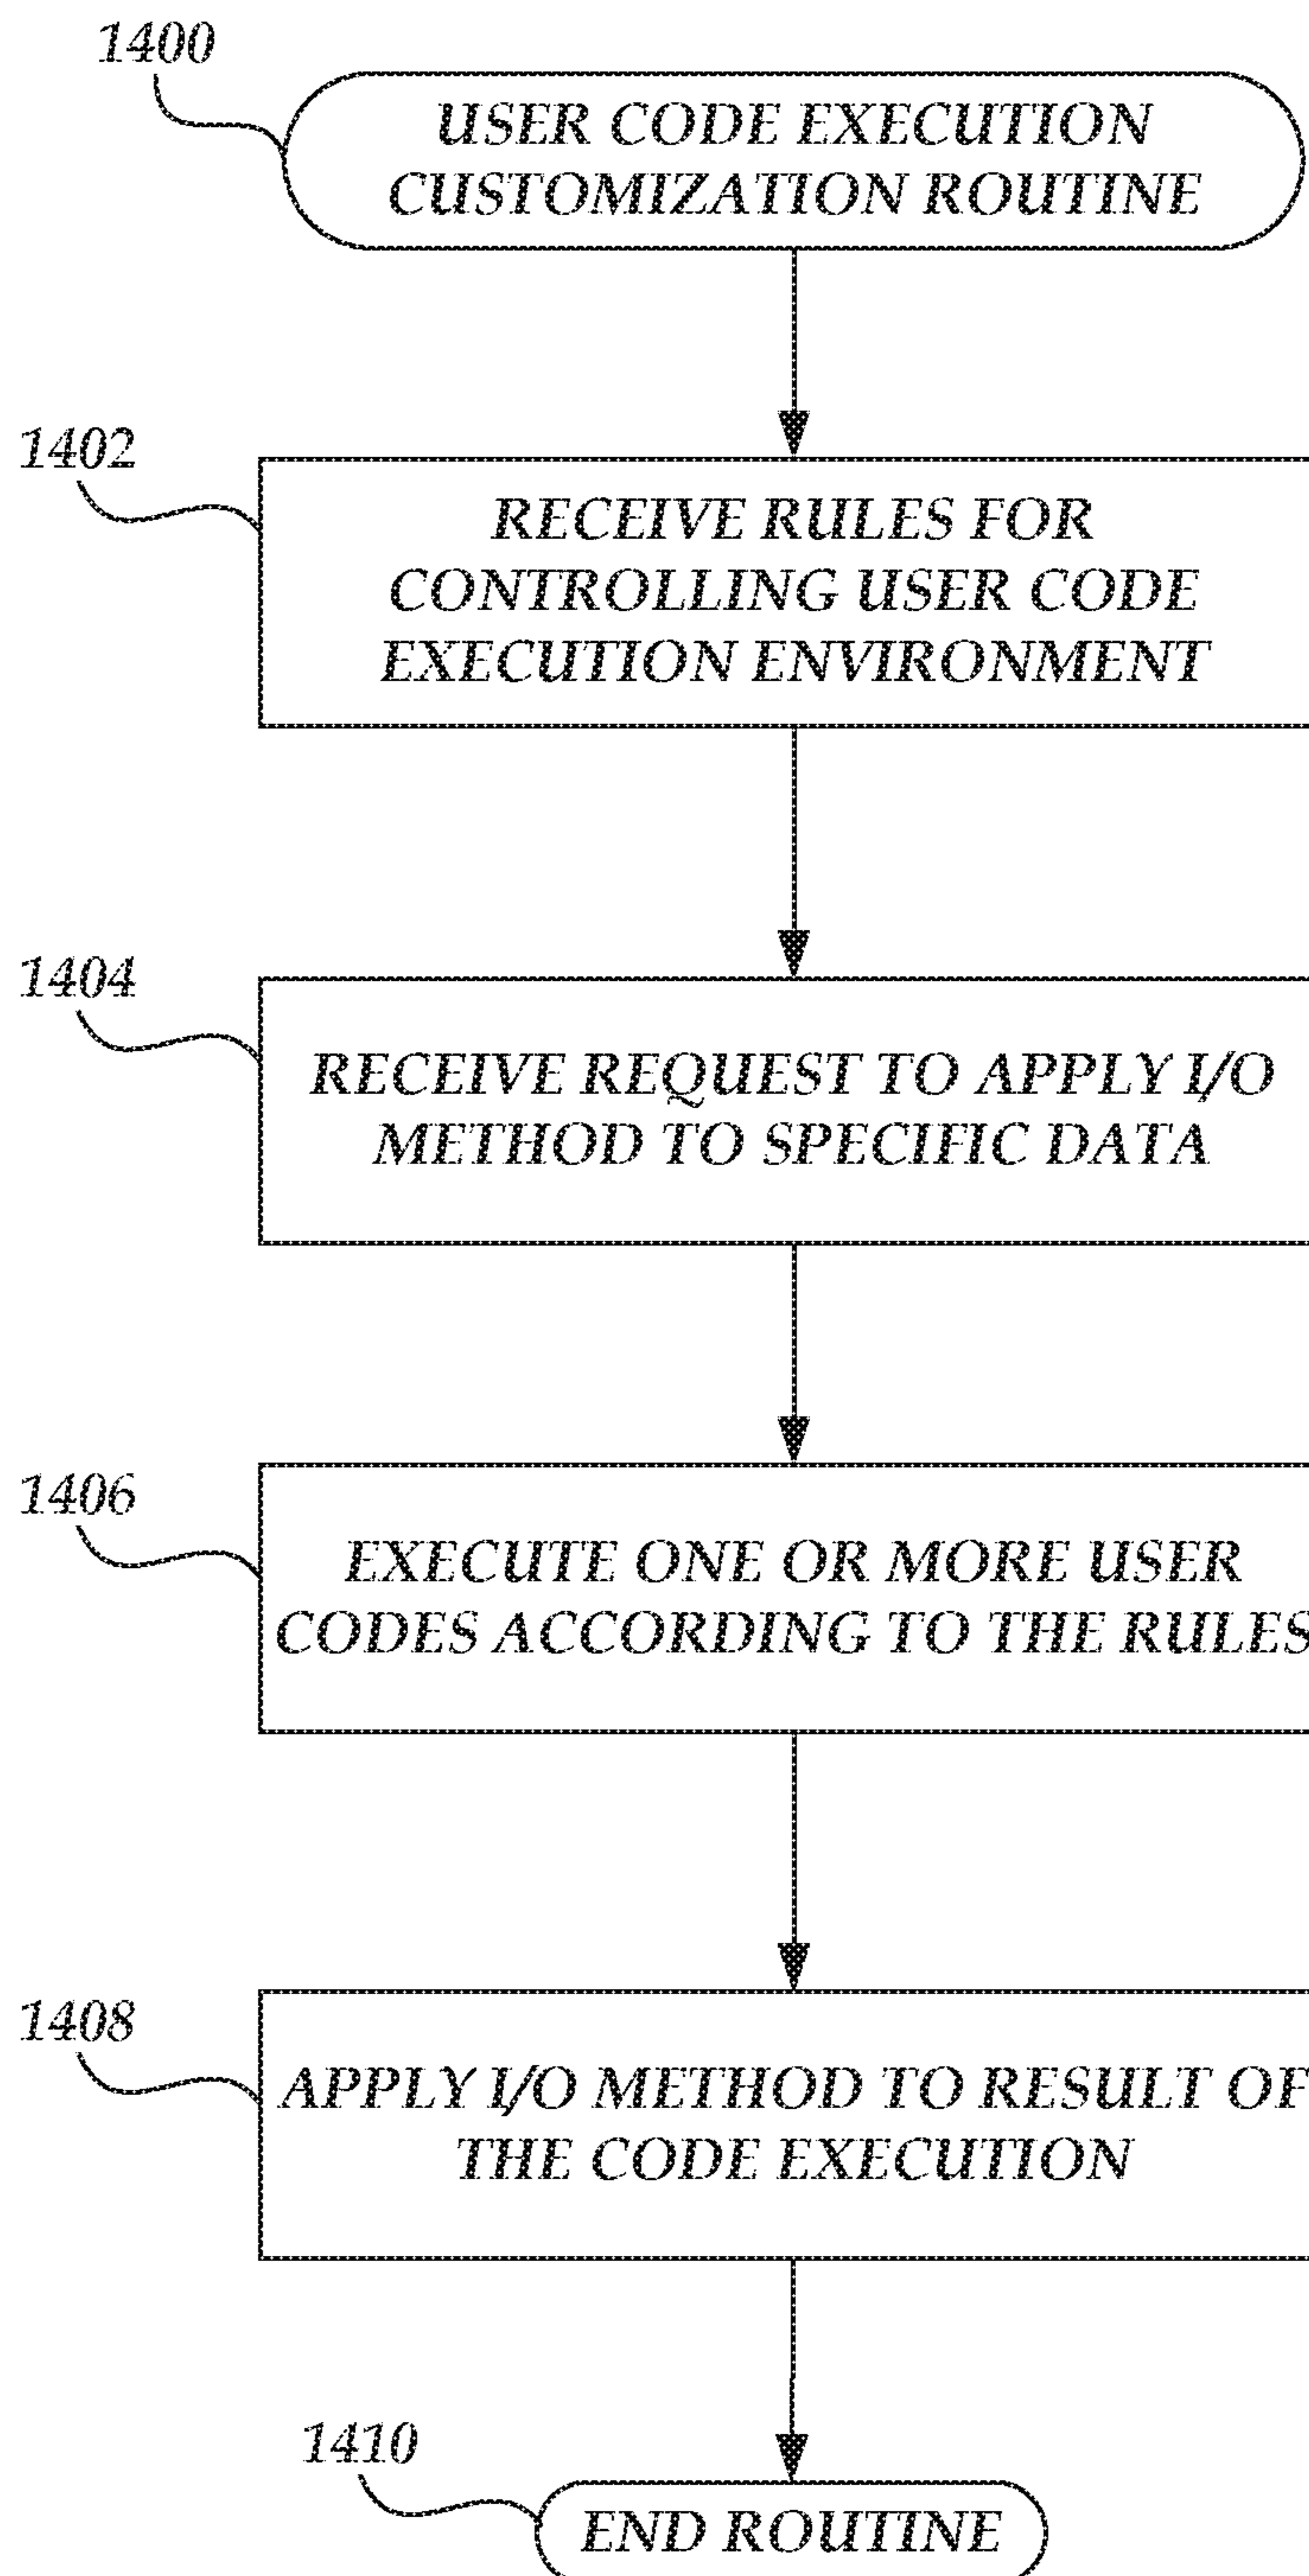 1400
USER CODE EXECUTION
CUSTOMIZATION ROUTINE
1402
RECEIVE RULES FOR
CONTROLLING USER CODE
EXECUTION ENVIRONMENT
1404
RECEIVE REQUEST TO APPLY I/O
METHOD TO SPECIFIC DATA
1406
EXECUTE ONE OR MORE USER
CODES ACCORDING TO THE RULES
1408
APPLY I/O METHOD TO RESULT OF
THE CODE EXECUTION
1410
END ROUTINE